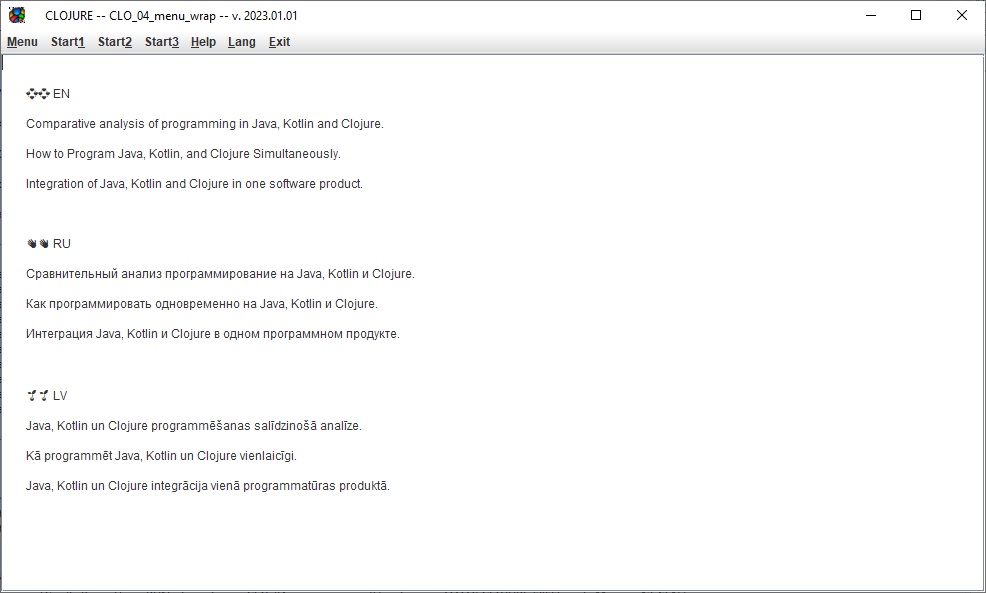 CLOJURE -- CLO_04_menu_wrap -- v. 2023.01.01
Menu Start1 Start2 Start3 Help Lang Exit
EN
Comparative analysis of programming in Java, Kotlin and Clojure.
How to Program Java, Kotlin, and Clojure Simultaneously.
Integration of Java, Kotlin and Clojure in one software product.
RU
Сравнительный анализ программирование на Java, Kotlin и Clojure.
Как программировать одновременно на Java, Kotlin и Clojure.
Интеграция Java, Kotlin и Clojure в одном программном продукте.
LV
Java, Kotlin un Clojure programmēšanas salīdzinošā analīze.
Kā programmēt Java, Kotlin un Clojure vienlaicīgi.
Java, Kotlin un Clojure integrācija vienā programmatūras produktā.